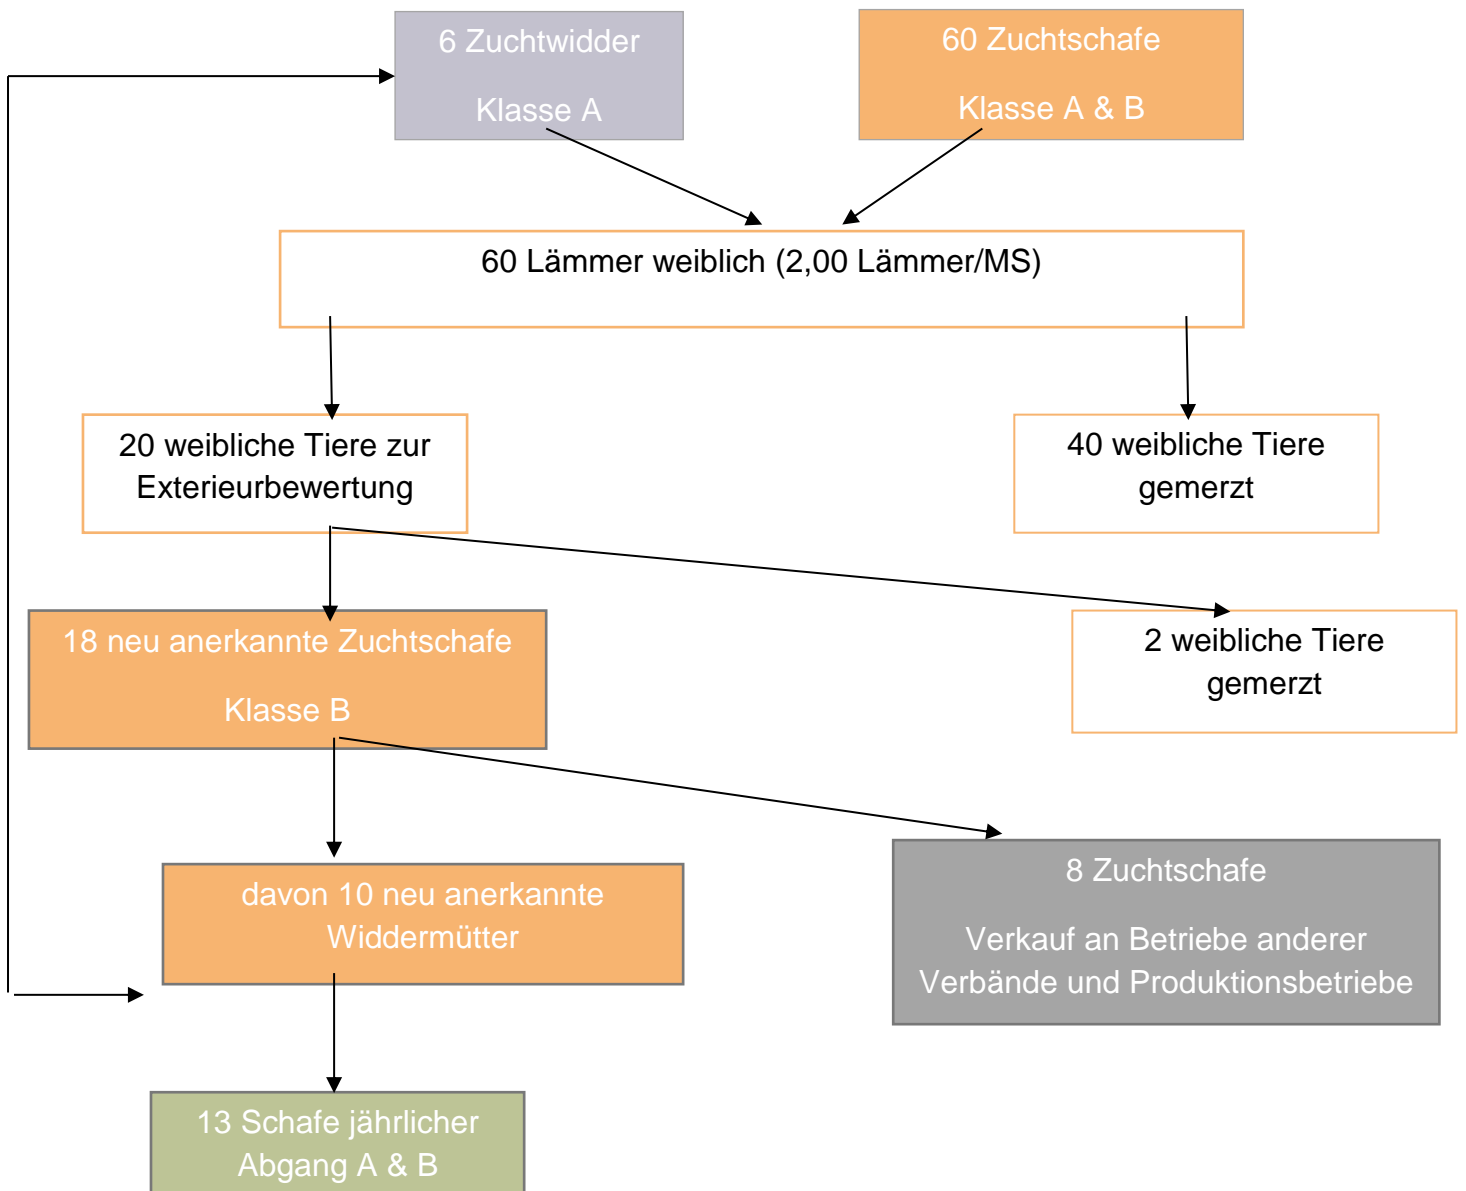 6 Zuchtwidder
Klasse A
60 Zuchtschafe
Klasse A & B
60 Lämmer weiblich (2,00 Lämmer/MS)
20 weibliche Tiere zur
Exterieurbewertung
40 weibliche Tiere
gemerzt
18 neu anerkannte Zuchtschafe
Klasse B
2 weibliche Tiere
gemerzt
davon 10 neu anerkannte
Widdermütter
8 Zuchtschafe
Verkauf an Betriebe anderer
Verbände und Produktionsbetriebe
13 Schafe jährlicher
Abgang A & B